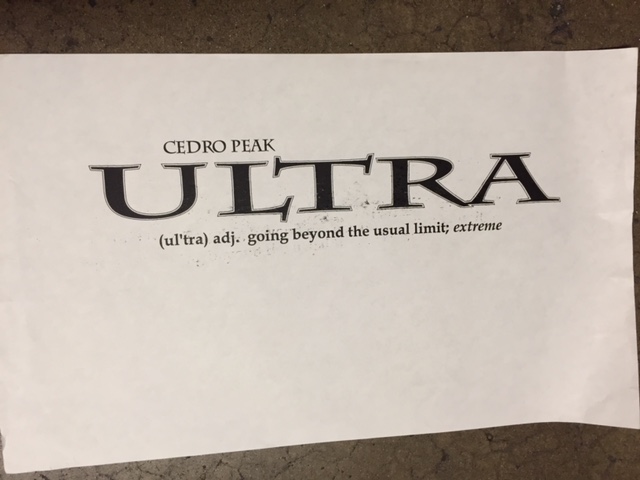 CEDRO PEAK
ULTRA
(ul'tra) adj. going beyond the usual limit; extreme